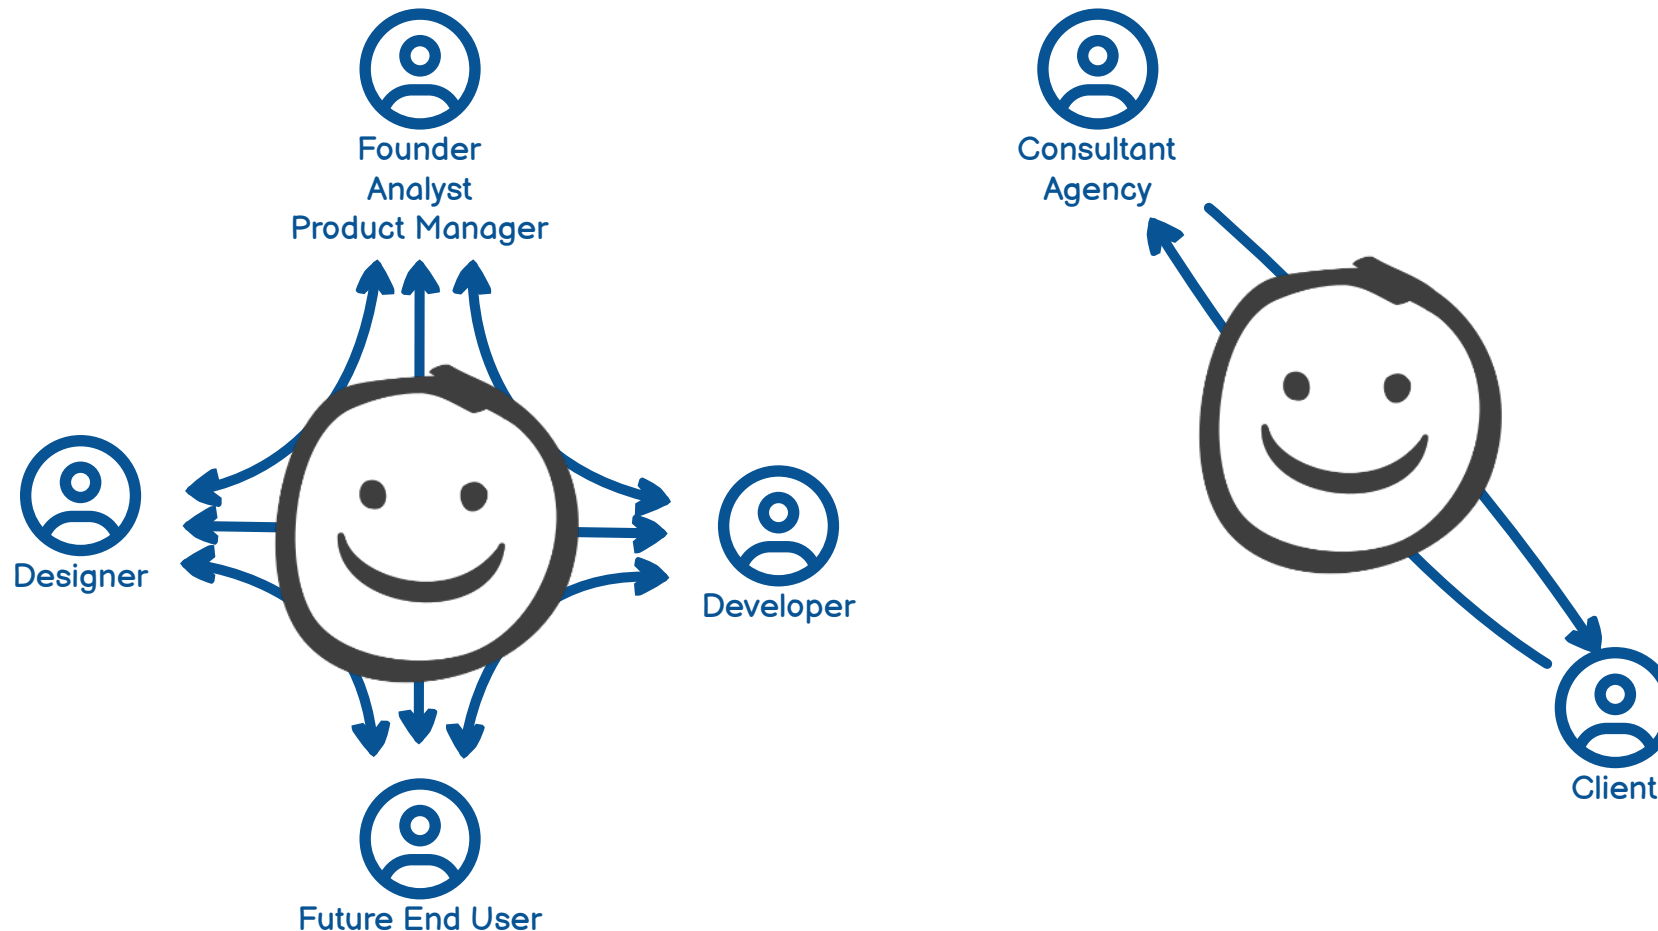 Founder
Analyst
Product Manager
Consultant
Agency
Designer
Developer
Client
Future End User